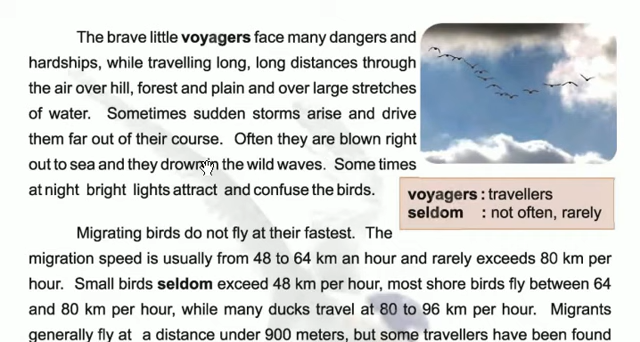 The brave little voyagers face many dangers and
hardships, while travelling long, long distances through
the air over hill, forest and plain and over large stretches
of water. Sometimes sudden storms arise and drive
them far out of their course. Often they are blown right
out to sea and they drown in the wild waves. Some times
at night bright lights attract and confuse the birds.
voyagers : travellers
seldom : not often, rarely
Migrating birds do not fly at their fastest. The
migration speed is usually from 48 to 64 km an hour and rarely exceeds 80 km per
hour. Small birds seldom exceed 48 km per hour, most shore birds fly between 64
and 80 km per hour, while many ducks travel at 80 to 96 km per hour. Migrants
generally fly at a distance under 900 meters, but some travellers have been found